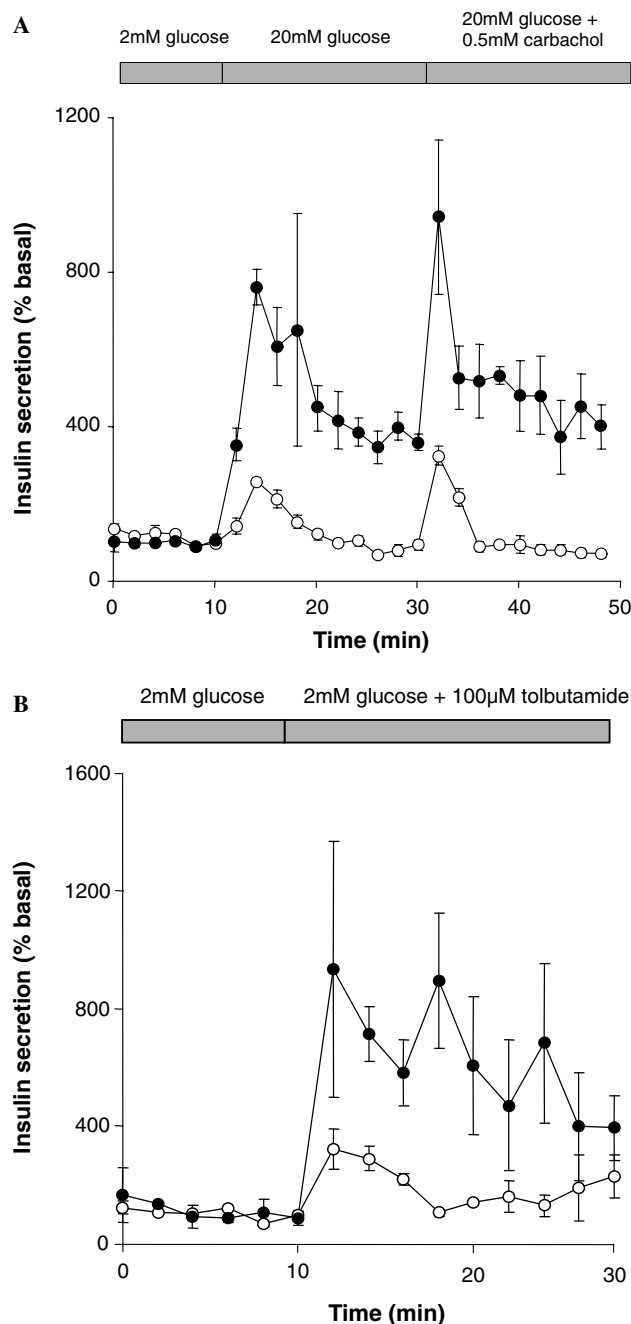 A
2mM glucose
20mM glucose
20mM glucose +
0.5mM carbachol
1200
800
400
0
Insulin secretion (% basal)
0 10 20 30 40 50
Time (min)
B
2mM glucose
2mM glucose + 100µM tolbutamide
1600
1200
800
400
0
Insulin secretion (% basal)
0 10 20 30
Time (min)